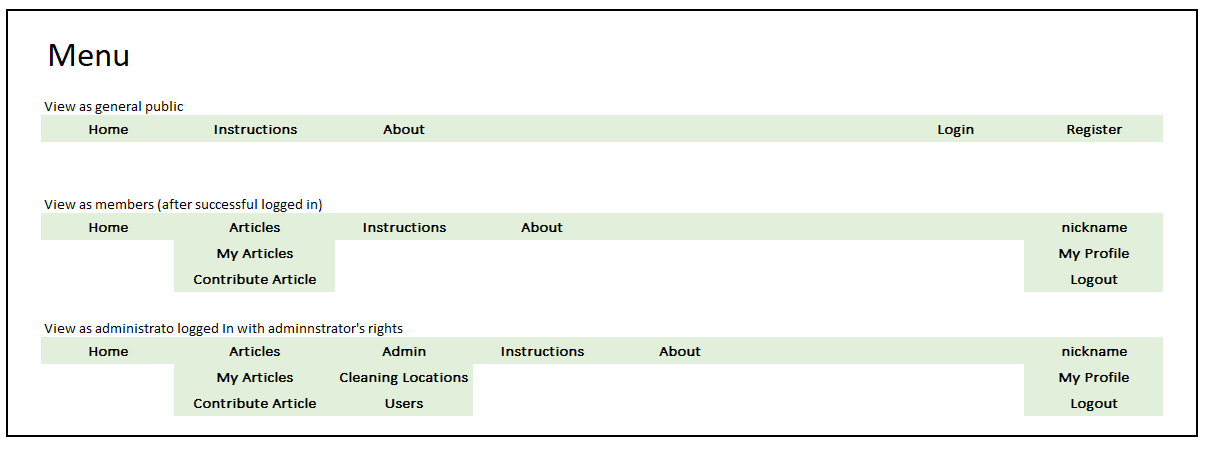 Menu
View as general public
Home Instructions About Login Register
View as members (after successful logged in)
Home Articles Instructions About nickname
My Articles My Profile
Contribute Article Logout
View as administrato logged In with adminnstrator's rights
Home Articles Admin Instructions About nickname
My Articles Cleaning Locations My Profile
Contribute Article Users Logout